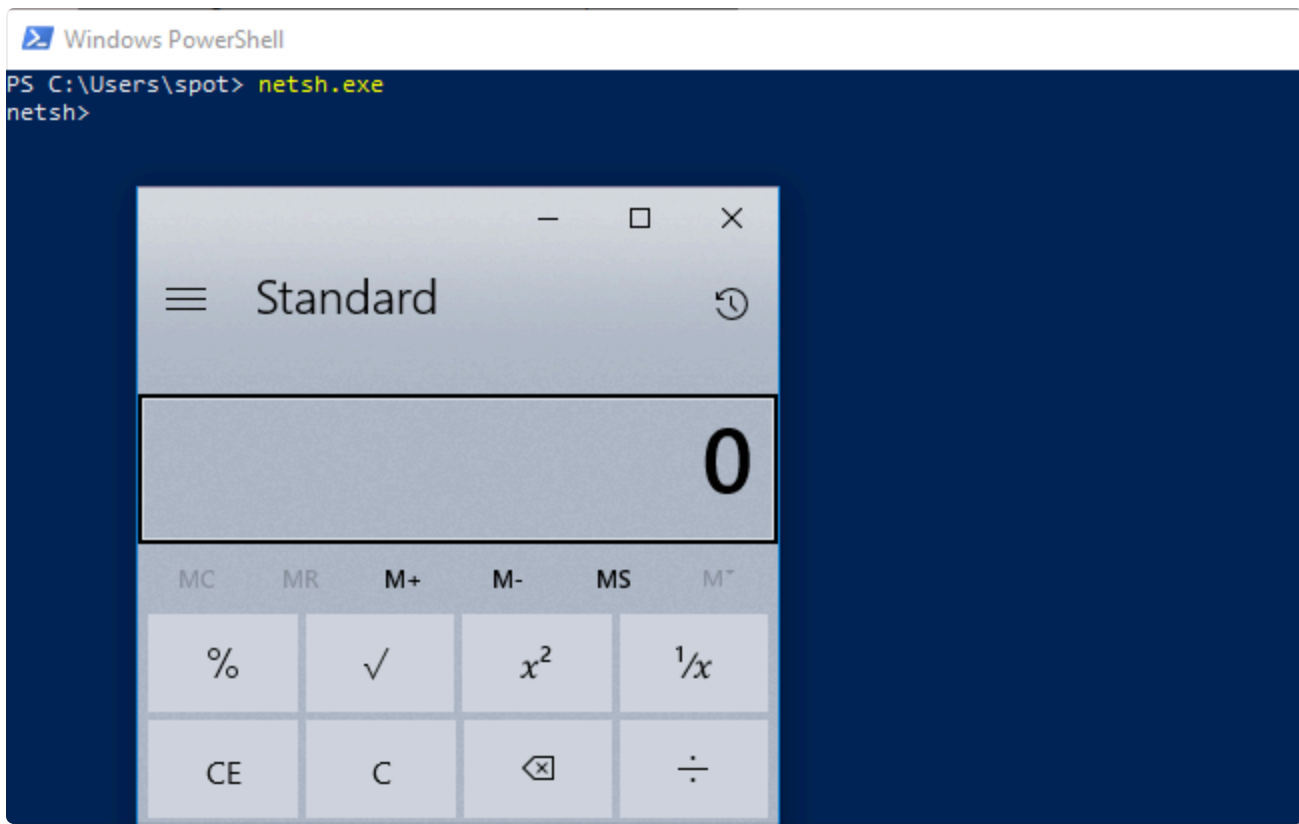 Windows PowerShell
PS C:\Users\spot> netsh.exe
netsh>
Standard
0
MC MR M+ M- MS M˅
% √ x² ¹/x
CE C ÷